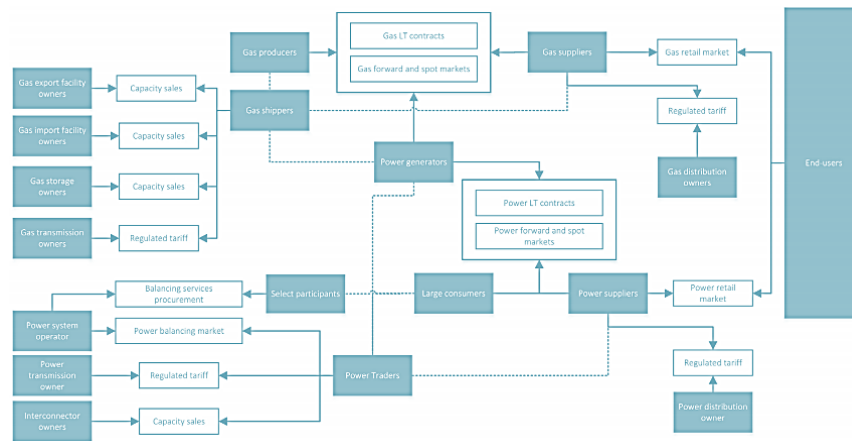 Gas producers
Gas LT contracts
Gas forward and spot markets
Gas suppliers
Gas retail market
Gas export facility
owners
Capacity sales
Gas shippers
Regulated tariff
Gas import facility
owners
Capacity sales
Power generators
Gas distribution
owners
End-users
Gas storage
owners
Capacity sales
Power LT contracts
Gas transmission
owners
Regulated tariff
Power forward and spot
markets
Balancing services
procurement
Select participants
Large consumers
Power suppliers
Power retail
market
Power system
operator
Power balancing market
Power
transmission
owner
Regulated tariff
Power Traders
Regulated tariff
Interconnector
owners
Capacity sales
Power distribution
owner